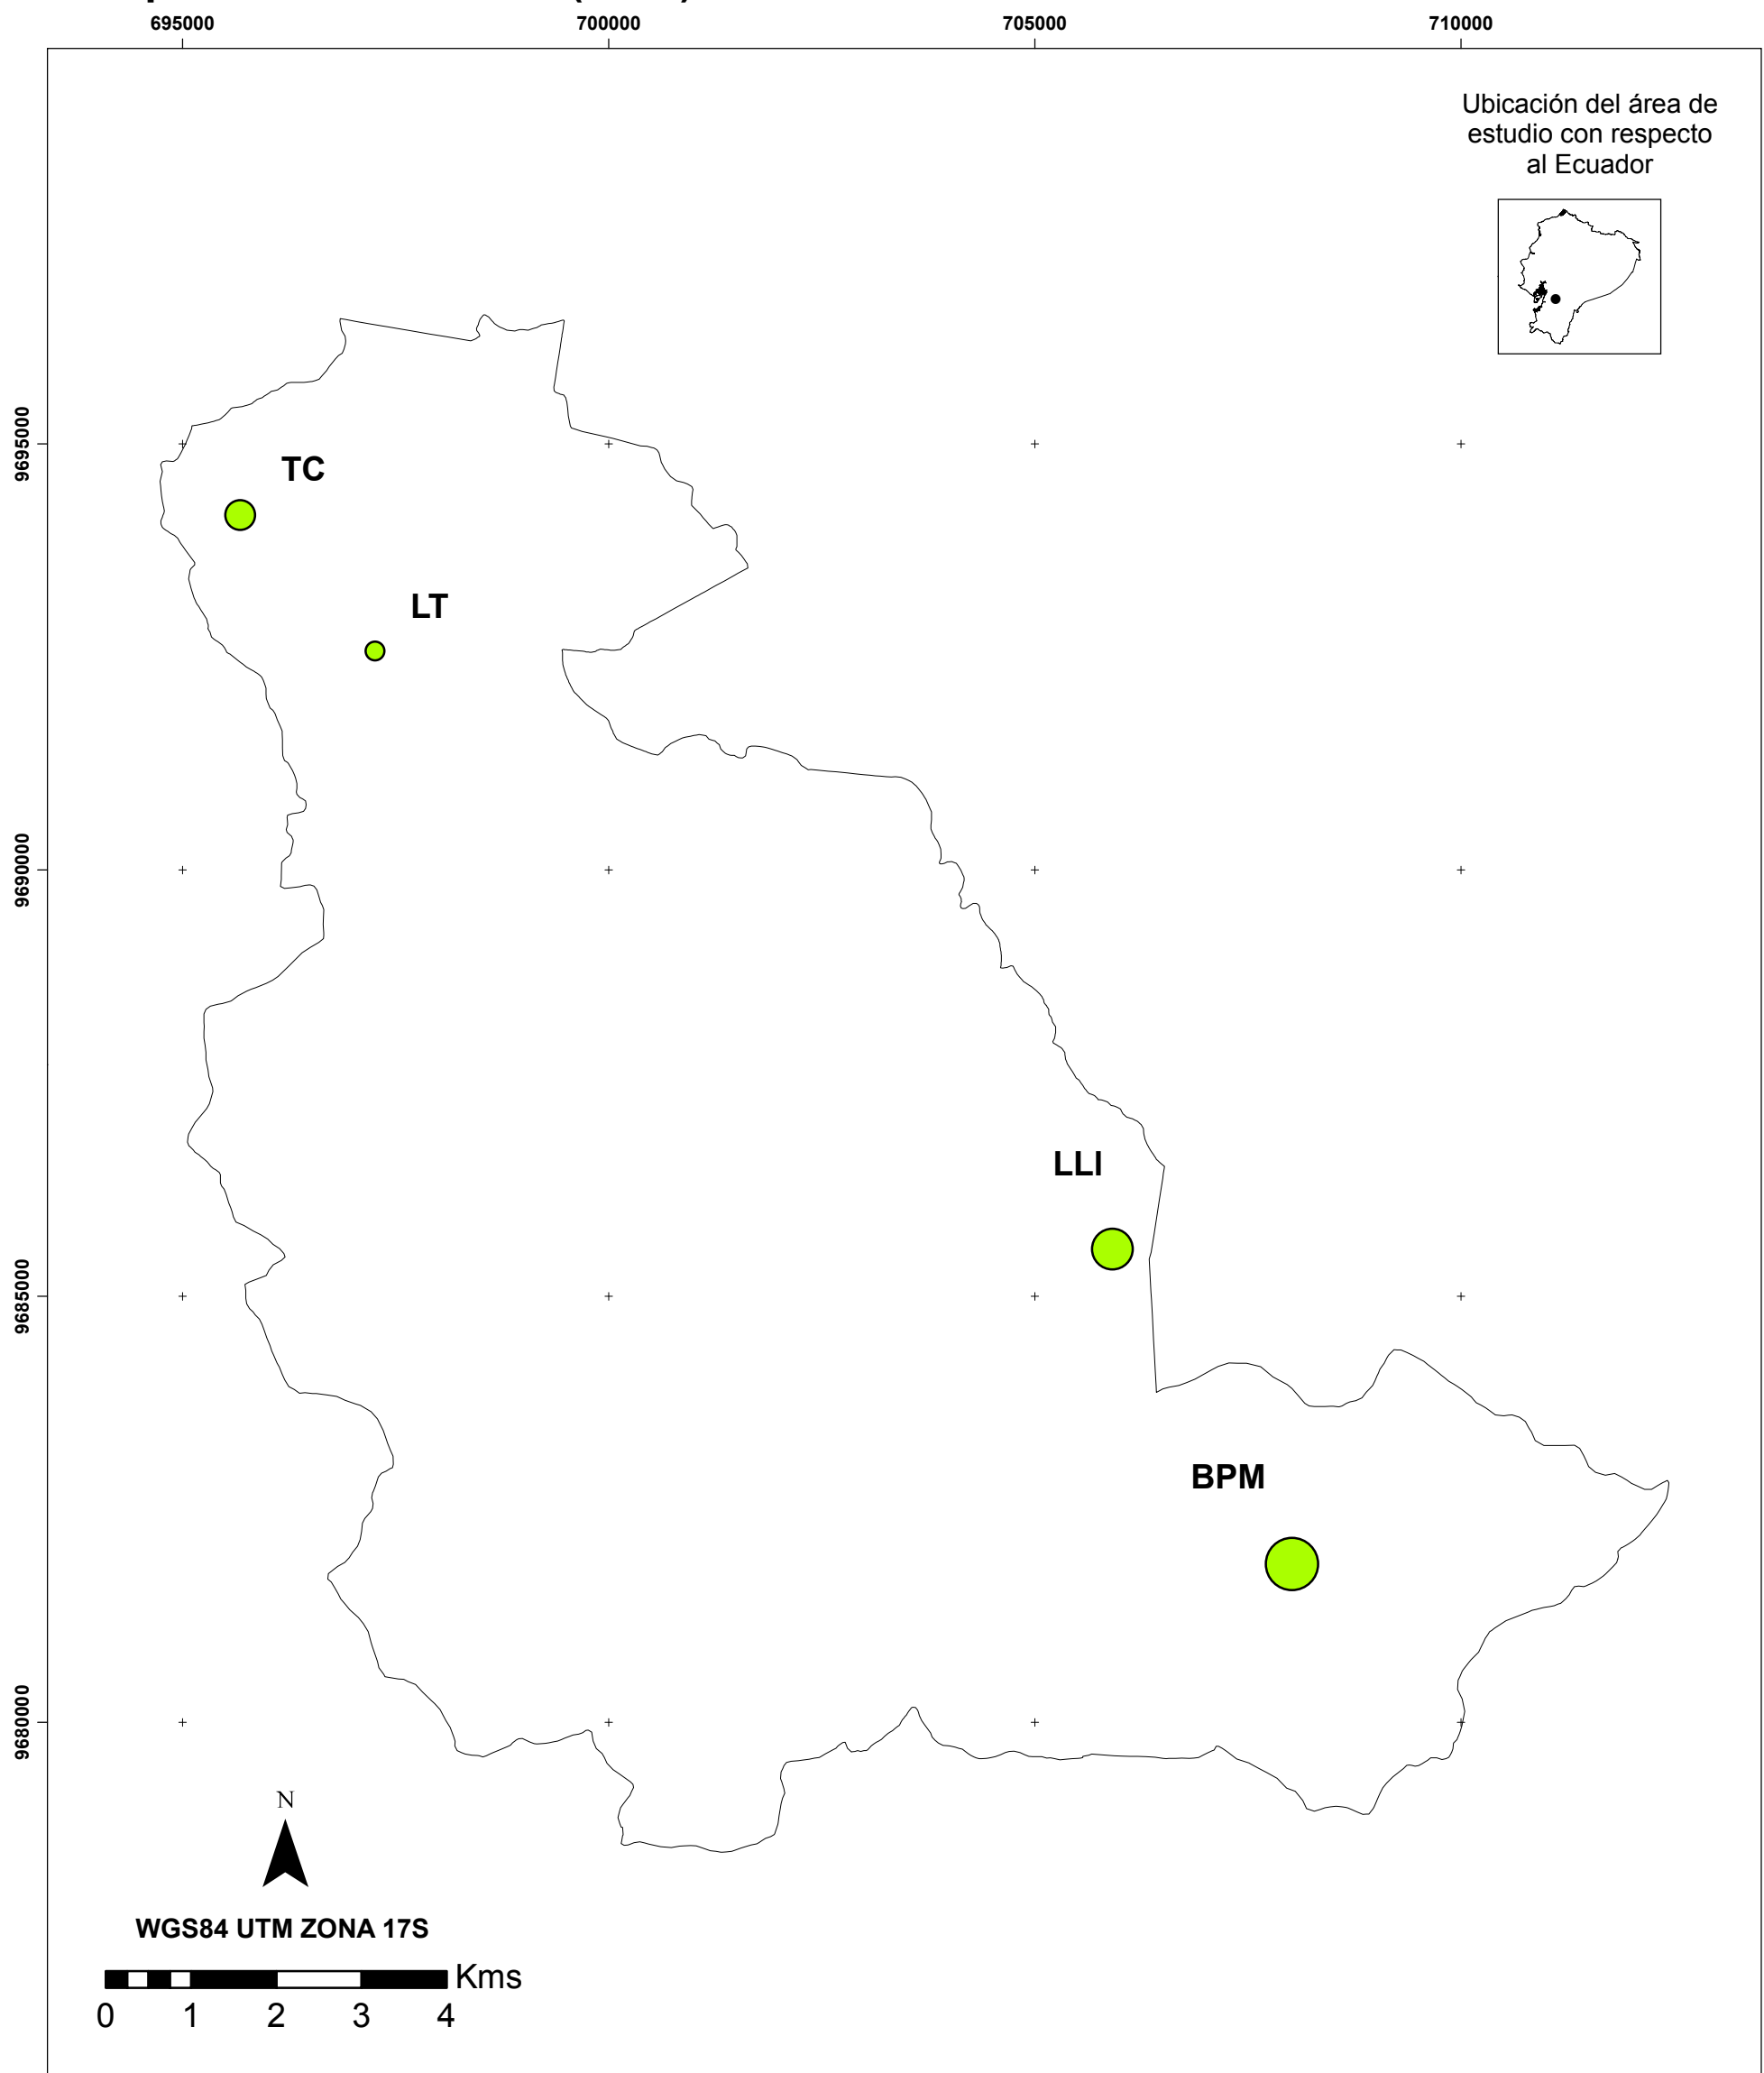 695000 700000 705000 710000
Ubicación del área de
estudio con respecto
al Ecuador
9695000
TC
LT
9690000
LLI
9685000
BPM
9680000
N
WGS84 UTM ZONA 17S
Kms
0 1 2 3 4